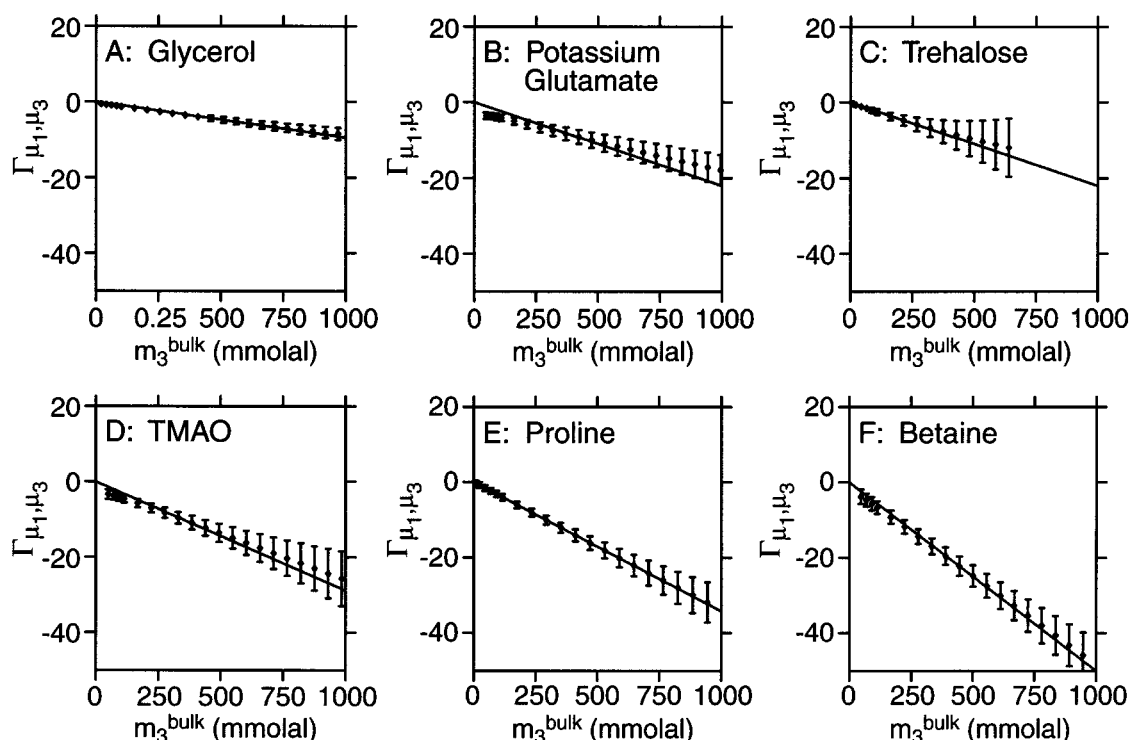 20
A: Glycerol
0
-20
-40
Γμ1,μ3
0 0.25 500 750 1000
m3bulk (mmolal)
20
B: Potassium
Glutamate
0
-20
-40
Γμ1,μ3
0 250 500 750 1000
m3bulk (mmolal)
20
C: Trehalose
0
-20
-40
Γμ1,μ3
0 250 500 750 1000
m3bulk (mmolal)
20
D: TMAO
0
-20
-40
Γμ1,μ3
0 250 500 750 1000
m3bulk (mmolal)
20
E: Proline
0
-20
-40
Γμ1,μ3
0 250 500 750 1000
m3bulk (mmolal)
20
F: Betaine
0
-20
-40
Γμ1,μ3
0 250 500 750 1000
m3bulk (mmolal)